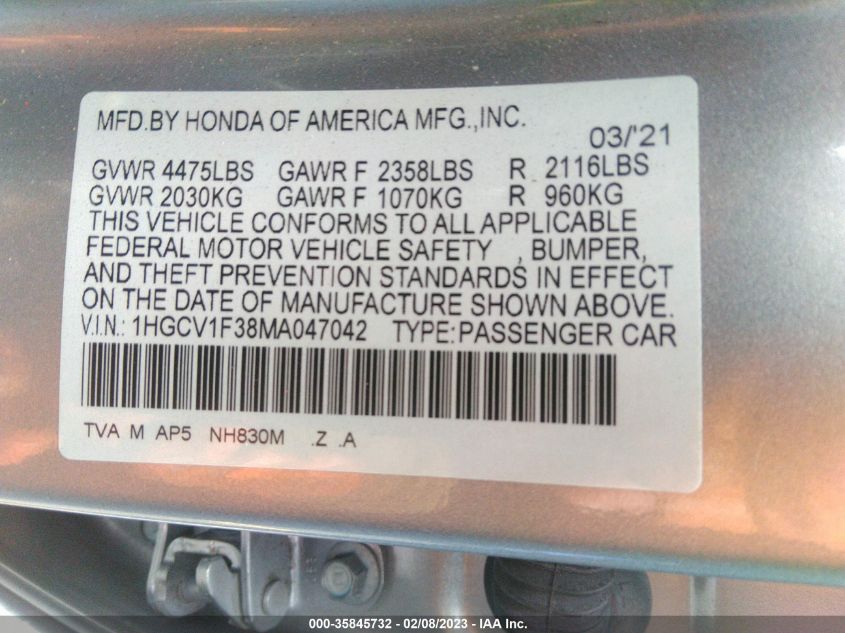 MFD.BY HONDA OF AMERICA MFG.,INC.
03/'21
GVWR 4475LBS GAWR F 2358LBS R 2116LBS
GVWR 2030KG GAWR F 1070KG R 960KG
THIS VEHICLE CONFORMS TO ALL APPLICABLE
FEDERAL MOTOR VEHICLE SAFETY , BUMPER,
AND THEFT PREVENTION STANDARDS IN EFFECT
ON THE DATE OF MANUFACTURE SHOWN ABOVE.
V.I.N.: 1HGCV1F38MA047042 TYPE: PASSENGER CAR
TVA M AP5 NH830M .Z .A
000-35845732 - 02/08/2023 - IAA Inc.